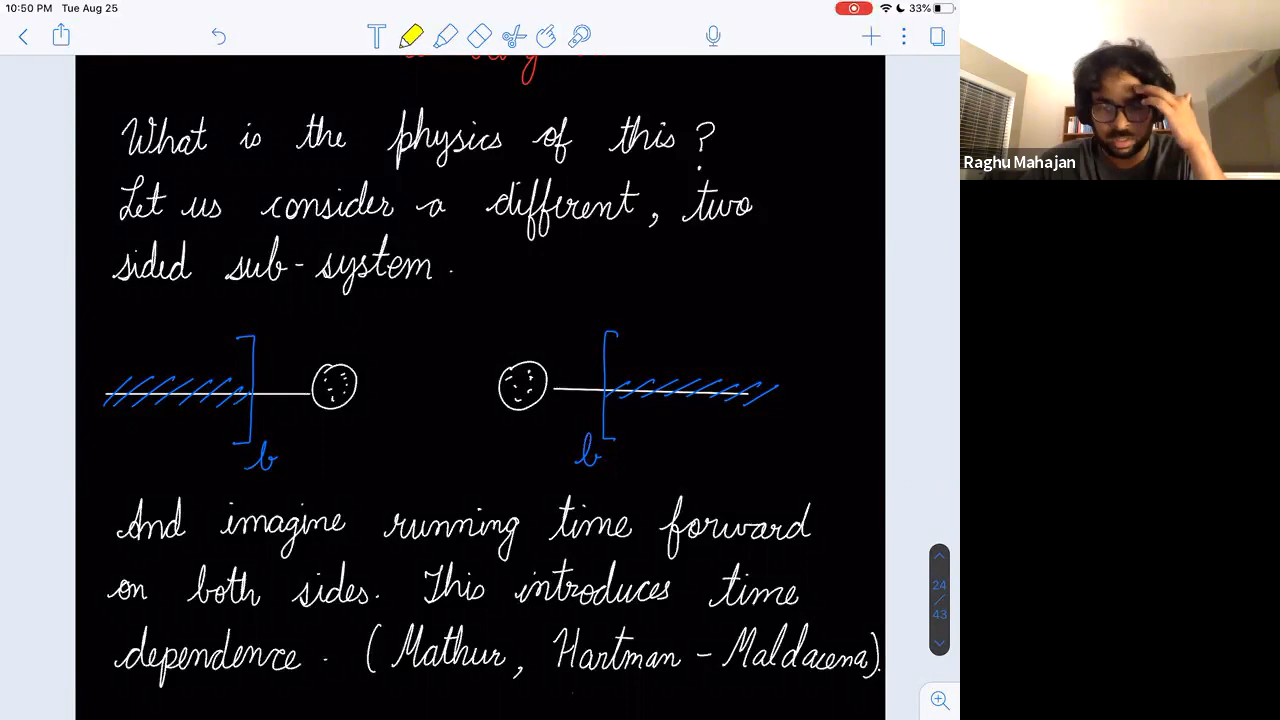 10:50 PM Tue Aug 25
33%
What is the physics of this?
Let us consider a different, two
sided sub-system.
b
b
And imagine running time forward
on both sides. This introduces time
dependence. (Mathur, Hartman-Maldacena).
24
/
43
Raghu Mahajan